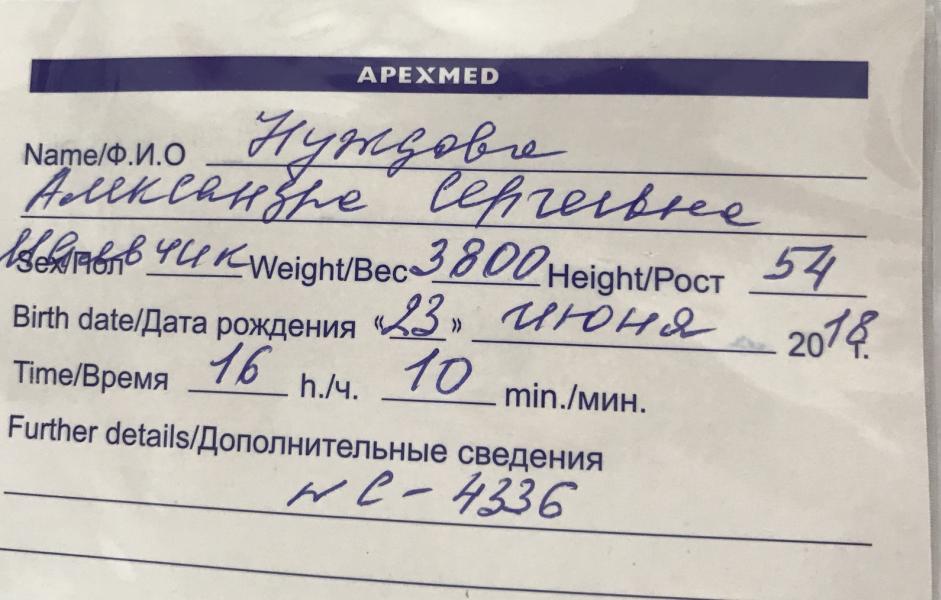 APEXMED
Name/Ф.И.О Нуждова
Александра Сергеевна
Sex/Пол мальчик Weight/Вес 3800 Height/Рост 54
Birth date/Дата рождения «23» июня 2018 г.
Time/Время 16 h./ч. 10 min./мин.
Further details/Дополнительные сведения
с - 4336